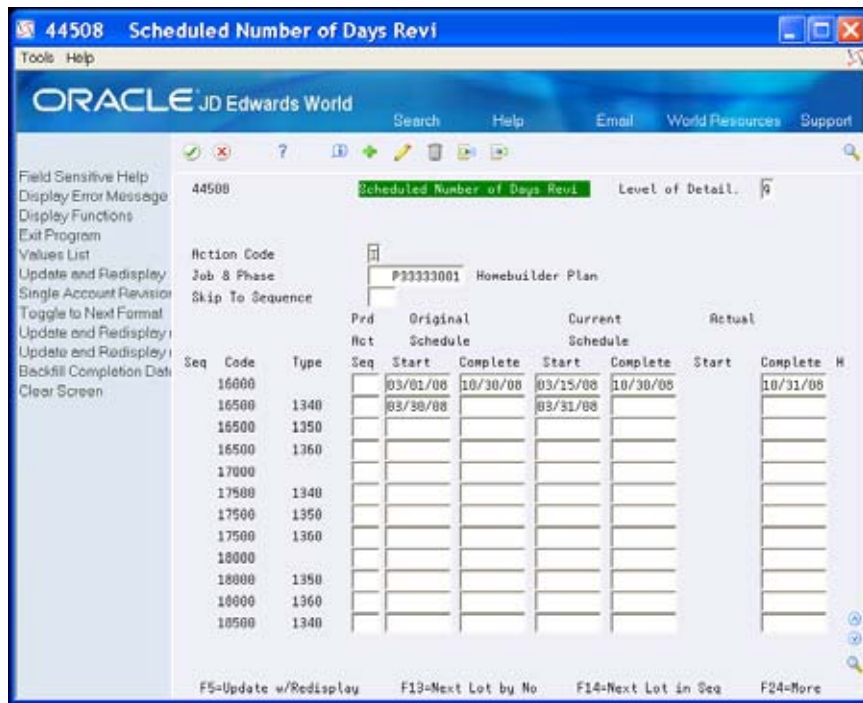 44508 Scheduled Number of Days Revi
Tools Help
ORACLE JD Edwards World
Search Help Email World Resources Support
Field Sensitive Help
Display Error Message
Display Functions
Exit Program
Values List
Update and Redisplay
Single Account Revision
Toggle to Next Format
Update and Redisplay
Update and Redisplay
Backfill Completion Date
Clear Screen
44508 Scheduled Number of Days Revi Level of Detail. 9
Action Code I
Job & Phase P33333001 Homebuilder Plan
Skip To Sequence
Prd Original Current Actual
Act Schedule Schedule
Seq Code Type Seq Start Complete Start Complete Start Complete H
16000 03/01/08 10/30/08 03/15/08 10/30/08 10/31/08
16500 1340 03/30/08 03/31/08
16500 1350
16500 1360
17000
17500 1340
17500 1350
17500 1360
18000
18000 1350
18000 1360
18500 1340
F5=Update w/Redisplay F13=Next Lot by No F14=Next Lot in Seq F24=More